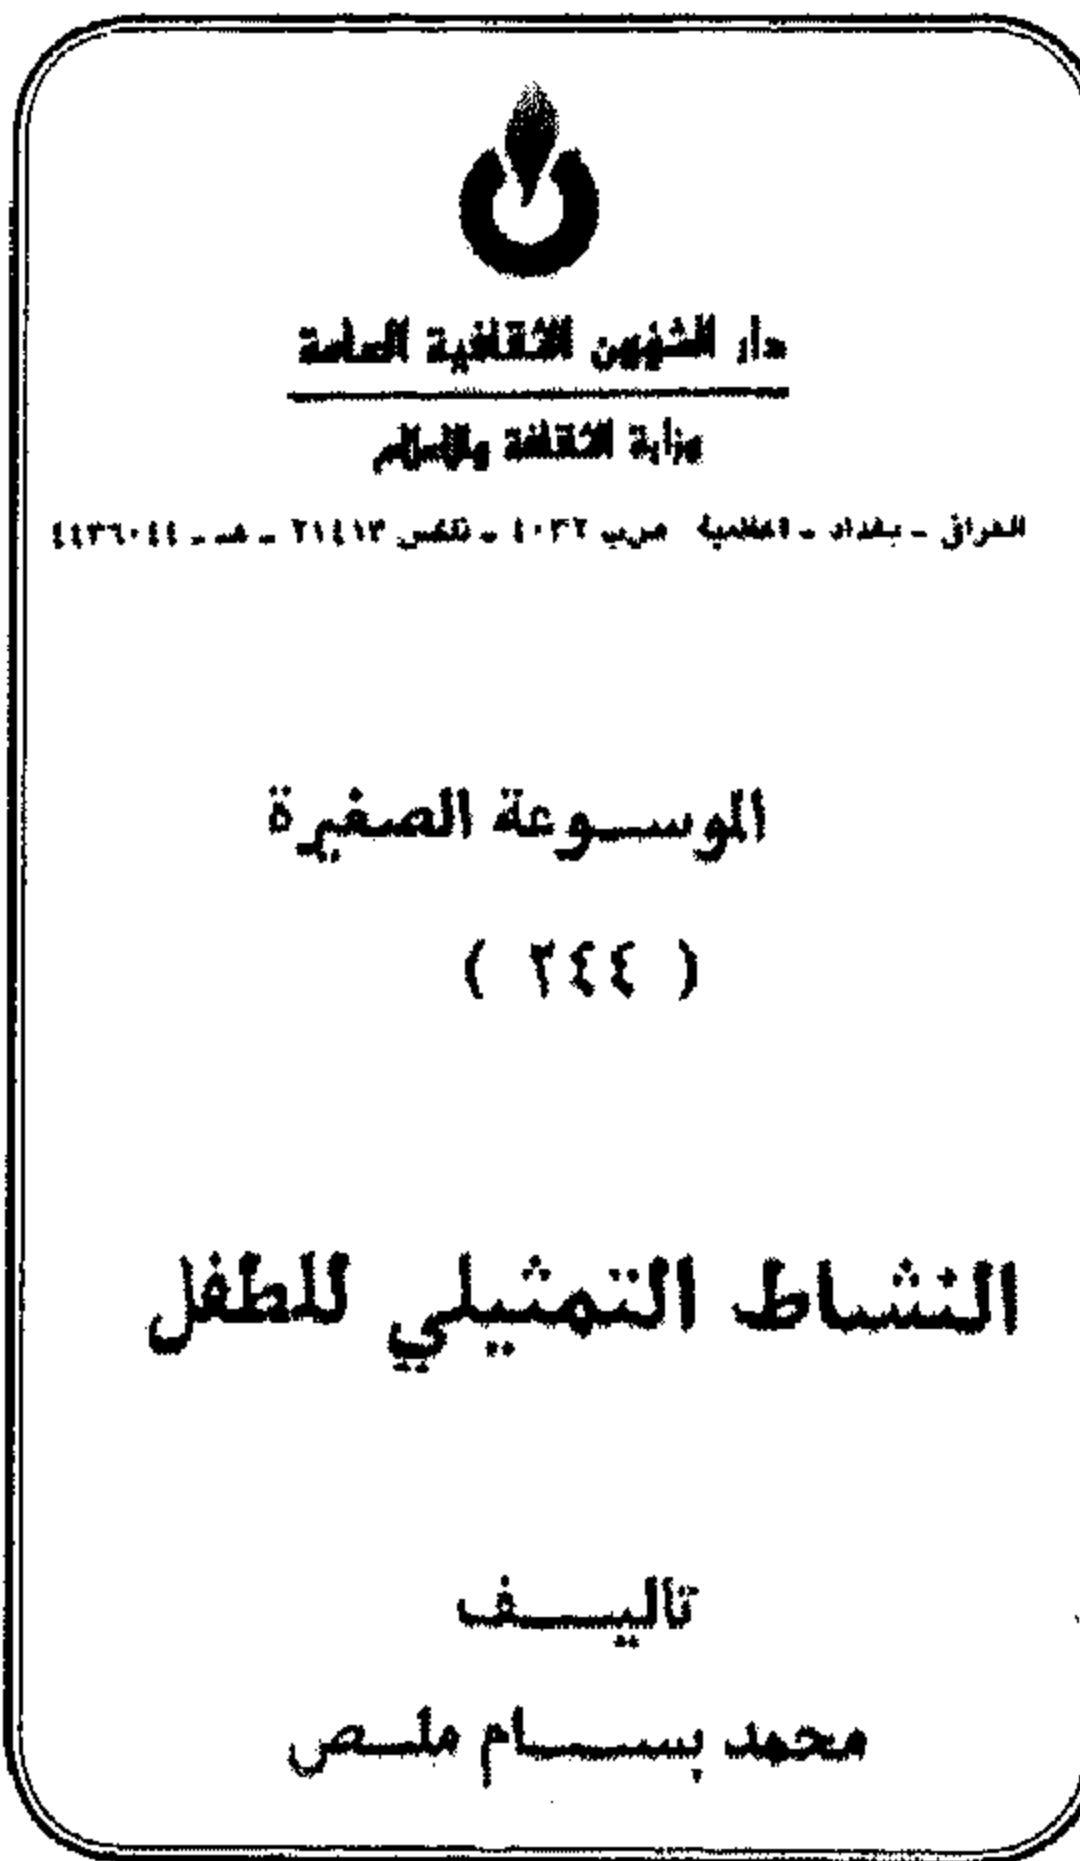 دار الشؤون الثقافية العامة
وزارة الثقافة والاعلام
العراق ـ بغداد ـ اعظمية ص.ب ٤٠٣٢ ـ تلكس ٢١٤١٣ ـ هـ ـ ٤٤٣٦٠٤٤
الموسوعة الصغيرة
( ٢٤٤ )
النشاط التمثيلي للطفل
تأليف
محمد بسام ملص